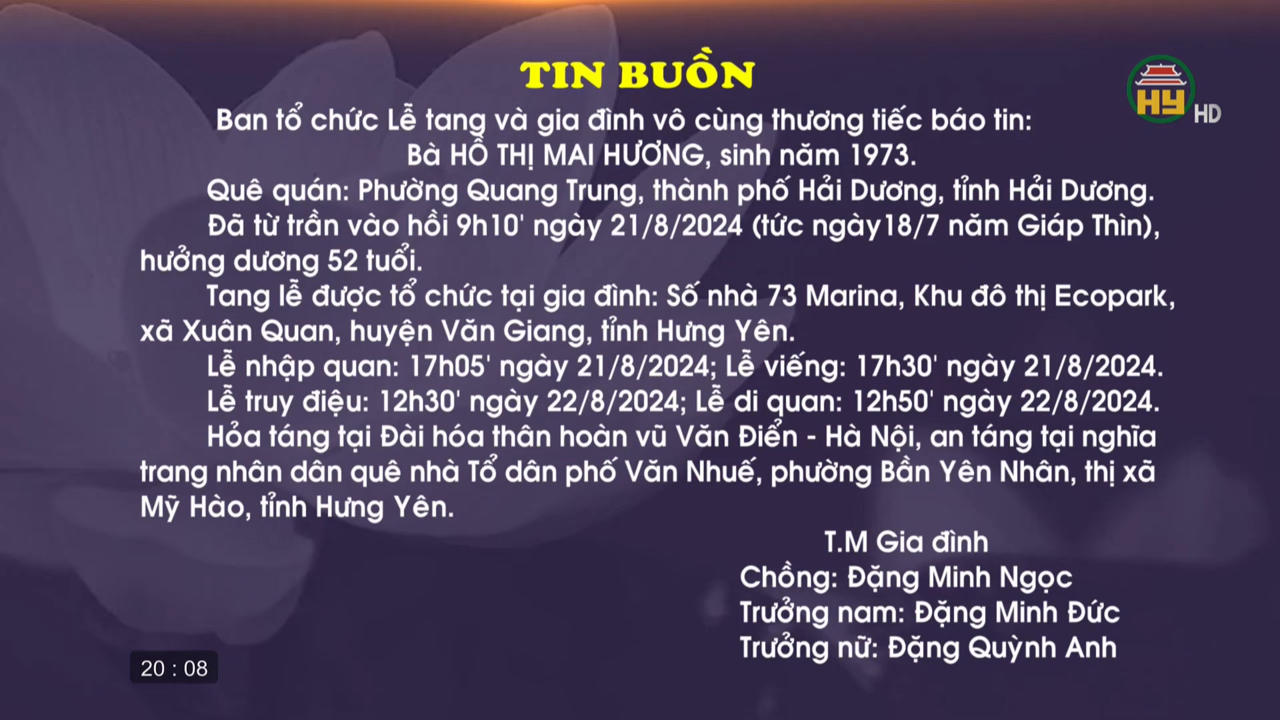 TIN BUỒN
HY HD
Ban tổ chức Lễ tang và gia đình vô cùng thương tiếc báo tin:
Bà HỒ THỊ MAI HƯƠNG, sinh năm 1973.
Quê quán: Phường Quang Trung, thành phố Hải Dương, tỉnh Hải Dương.
Đã từ trần vào hồi 9h10' ngày 21/8/2024 (tức ngày18/7 năm Giáp Thìn),
hưởng dương 52 tuổi.
Tang lễ được tổ chức tại gia đình: Số nhà 73 Marina, Khu đô thị Ecopark,
xã Xuân Quan, huyện Văn Giang, tỉnh Hưng Yên.
Lễ nhập quan: 17h05' ngày 21/8/2024; Lễ viếng: 17h30' ngày 21/8/2024.
Lễ truy điệu: 12h30' ngày 22/8/2024; Lễ di quan: 12h50' ngày 22/8/2024.
Hỏa táng tại Đài hóa thân hoàn vũ Văn Điển - Hà Nội, an táng tại nghĩa
trang nhân dân quê nhà Tổ dân phố Văn Nhuế, phường Bần Yên Nhân, thị xã
Mỹ Hào, tỉnh Hưng Yên.
T.M Gia đình
Chồng: Đặng Minh Ngọc
Trưởng nam: Đặng Minh Đức
Trưởng nữ: Đặng Quỳnh Anh
20 : 08